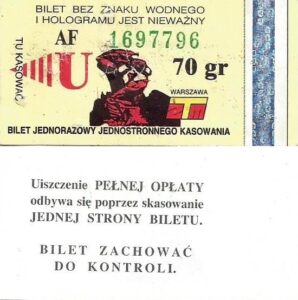 BILET BEZ ZNAKU WODNEGO
I HOLOGRAMU JEST NIEWAŻNY
TU KASOWAĆ
AF 1697796
U
70 gr
WARSZAWA
ZTM
BILET JEDNORAZOWY JEDNOSTRONNEGO KASOWANIA
Uiszczenie PEŁNEJ OPŁATY
odbywa się poprzez skasowanie
JEDNEJ STRONY BILETU.
BILET ZACHOWAĆ
DO KONTROLI.